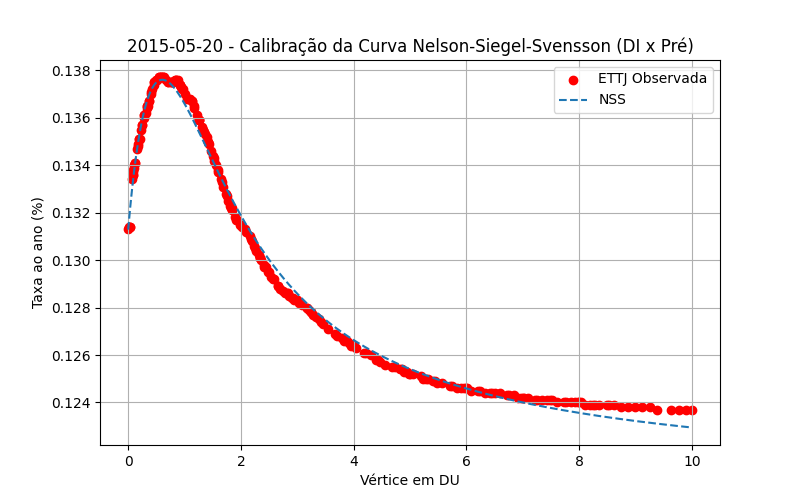 2015-05-20 - Calibração da Curva Nelson-Siegel-Svensson (DI x Pré)
ETTJ Observada
NSS
Taxa ao ano (%)
0.138
0.136
0.134
0.132
0.130
0.128
0.126
0.124
0 2 4 6 8 10
Vértice em DU